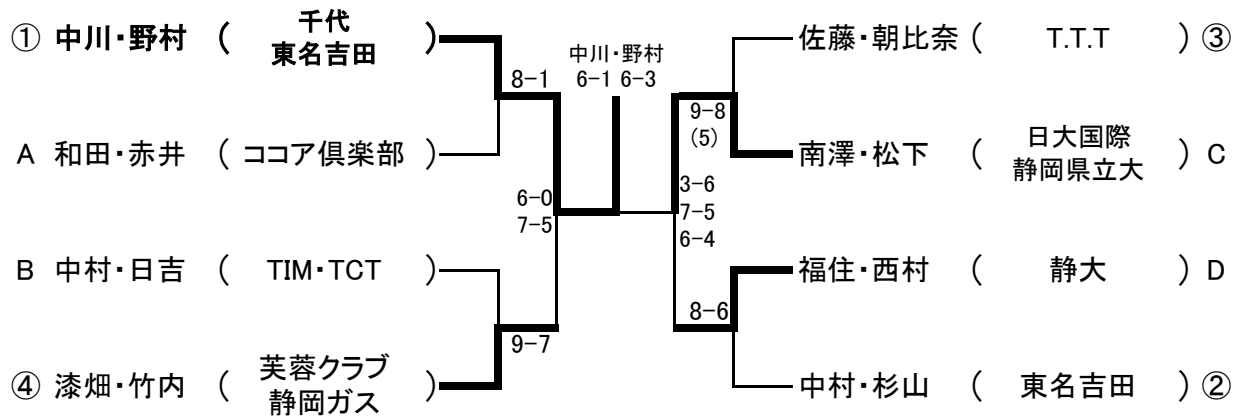 ① 中川・野村 ( 千代
東名吉田 )
8-1
A 和田・赤井 ( ココア倶楽部 )
6-0
7-5
B 中村・日吉 ( TIM・TCT )
9-7
④ 漆畑・竹内 ( 芙蓉クラブ
静岡ガス )
中川・野村
6-1 6-3
佐藤・朝比奈 ( T.T.T ) ③
9-8
(5)
南澤・松下 ( 日大国際
静岡県立大 ) C
3-6
7-5
6-4
福住・西村 ( 静大 ) D
8-6
中村・杉山 ( 東名吉田 ) ②